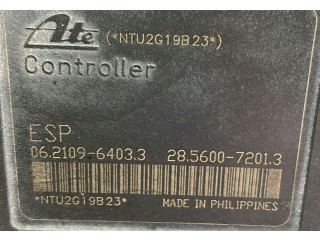 Ate (*NTU2G19B23*)
Controller
ESP
06.2109-6403.3 28.5600-7201.3
*NTU2G19B23* MADE IN PHILIPPINES